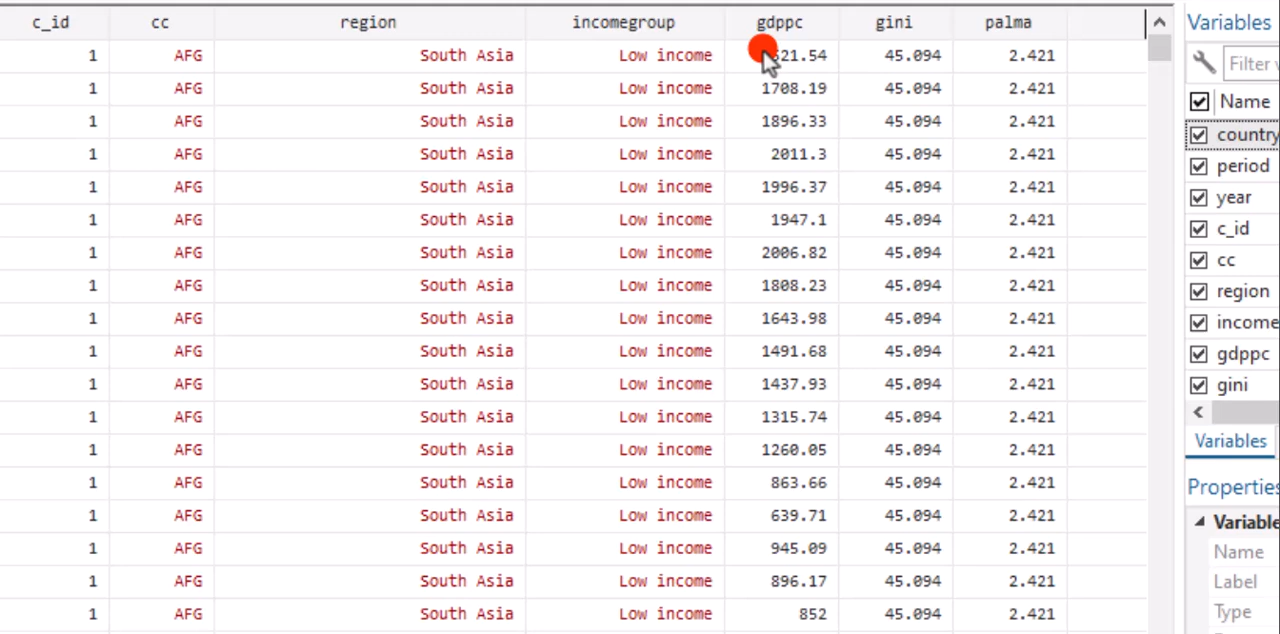 c_id cc region incomegroup gdppc gini palma
1 AFG South Asia Low income 45.094 2.421
1 AFG South Asia Low income 1708.19 45.094 2.421
1 AFG South Asia Low income 1896.33 45.094 2.421
1 AFG South Asia Low income 2011.3 45.094 2.421
1 AFG South Asia Low income 1996.37 45.094 2.421
1 AFG South Asia Low income 1947.1 45.094 2.421
1 AFG South Asia Low income 2006.82 45.094 2.421
1 AFG South Asia Low income 1808.23 45.094 2.421
1 AFG South Asia Low income 1643.98 45.094 2.421
1 AFG South Asia Low income 1491.68 45.094 2.421
1 AFG South Asia Low income 1437.93 45.094 2.421
1 AFG South Asia Low income 1315.74 45.094 2.421
1 AFG South Asia Low income 1260.05 45.094 2.421
1 AFG South Asia Low income 863.66 45.094 2.421
1 AFG South Asia Low income 639.71 45.094 2.421
1 AFG South Asia Low income 945.09 45.094 2.421
1 AFG South Asia Low income 896.17 45.094 2.421
1 AFG South Asia Low income 852 45.094 2.421
Variables
Filter v
Name
country
period
year
c_id
cc
region
income
gdppc
gini
Variables
Properties
Variable
Name
Label
Type